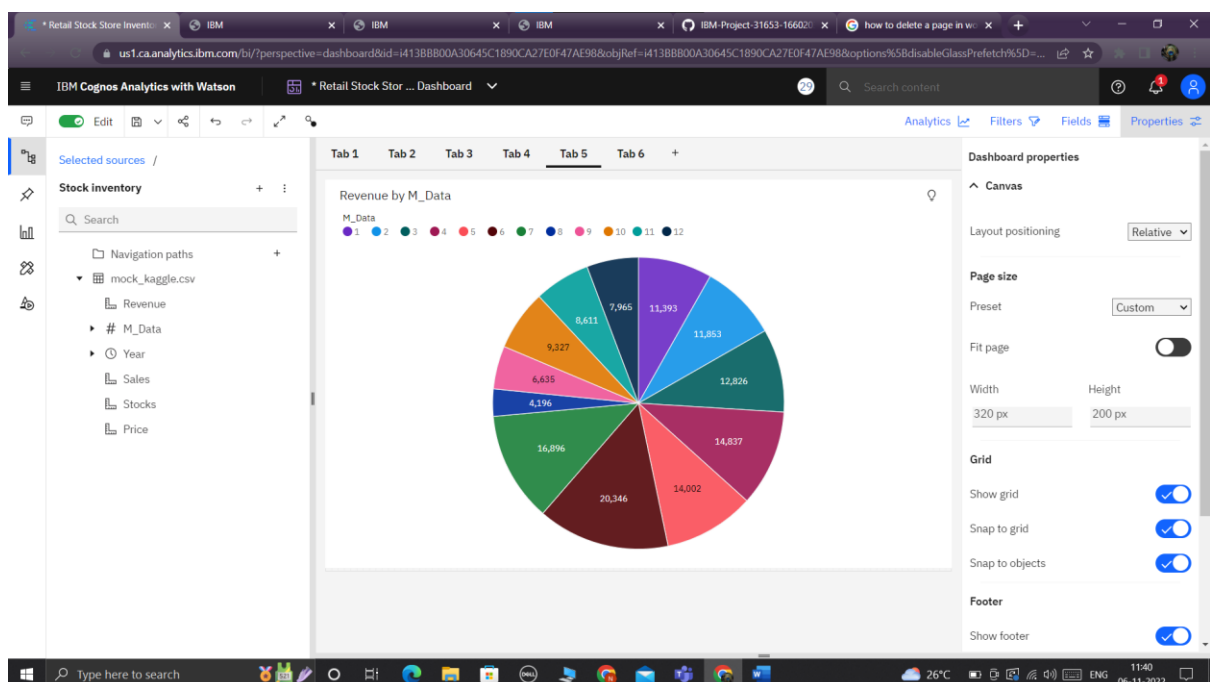 * Retail Stock Store Invento
IBM
IBM
IBM
IBM-Project-31653-166020
how to delete a page in wo
us1.ca.analytics.ibm.com/bi/?perspective=dashboard&id=i413BBB00A30645C1890CA27E0F47AE98&objRef=i413BBB00A30645C1890CA27E0F47AE98&options%5BdisableGlassPrefetch%5D=...
IBM Cognos Analytics with Watson
* Retail Stock Stor ... Dashboard
29
Search content
1
Edit
Analytics
Filters
Fields
Properties
Selected sources /
Stock inventory
Search
Navigation paths
mock_kaggle.csv
Revenue
# M_Data
Year
Sales
Stocks
Price
Tab 1 Tab 2 Tab 3 Tab 4 Tab 5 Tab 6 +
Revenue by M_Data
M_Data
1 2 3 4 5 6 7 8 9 10 11 12
7,965
11,393
8,611
11,853
9,327
6,635
12,826
4,196
14,837
16,896
14,002
20,346
Dashboard properties
Canvas
Layout positioning
Relative
Page size
Preset
Custom
Fit page
Width Height
320 px 200 px
Grid
Show grid
Snap to grid
Snap to objects
Footer
Show footer
Type here to search
DELL
26°C
ENG
11:40
06-11-2022